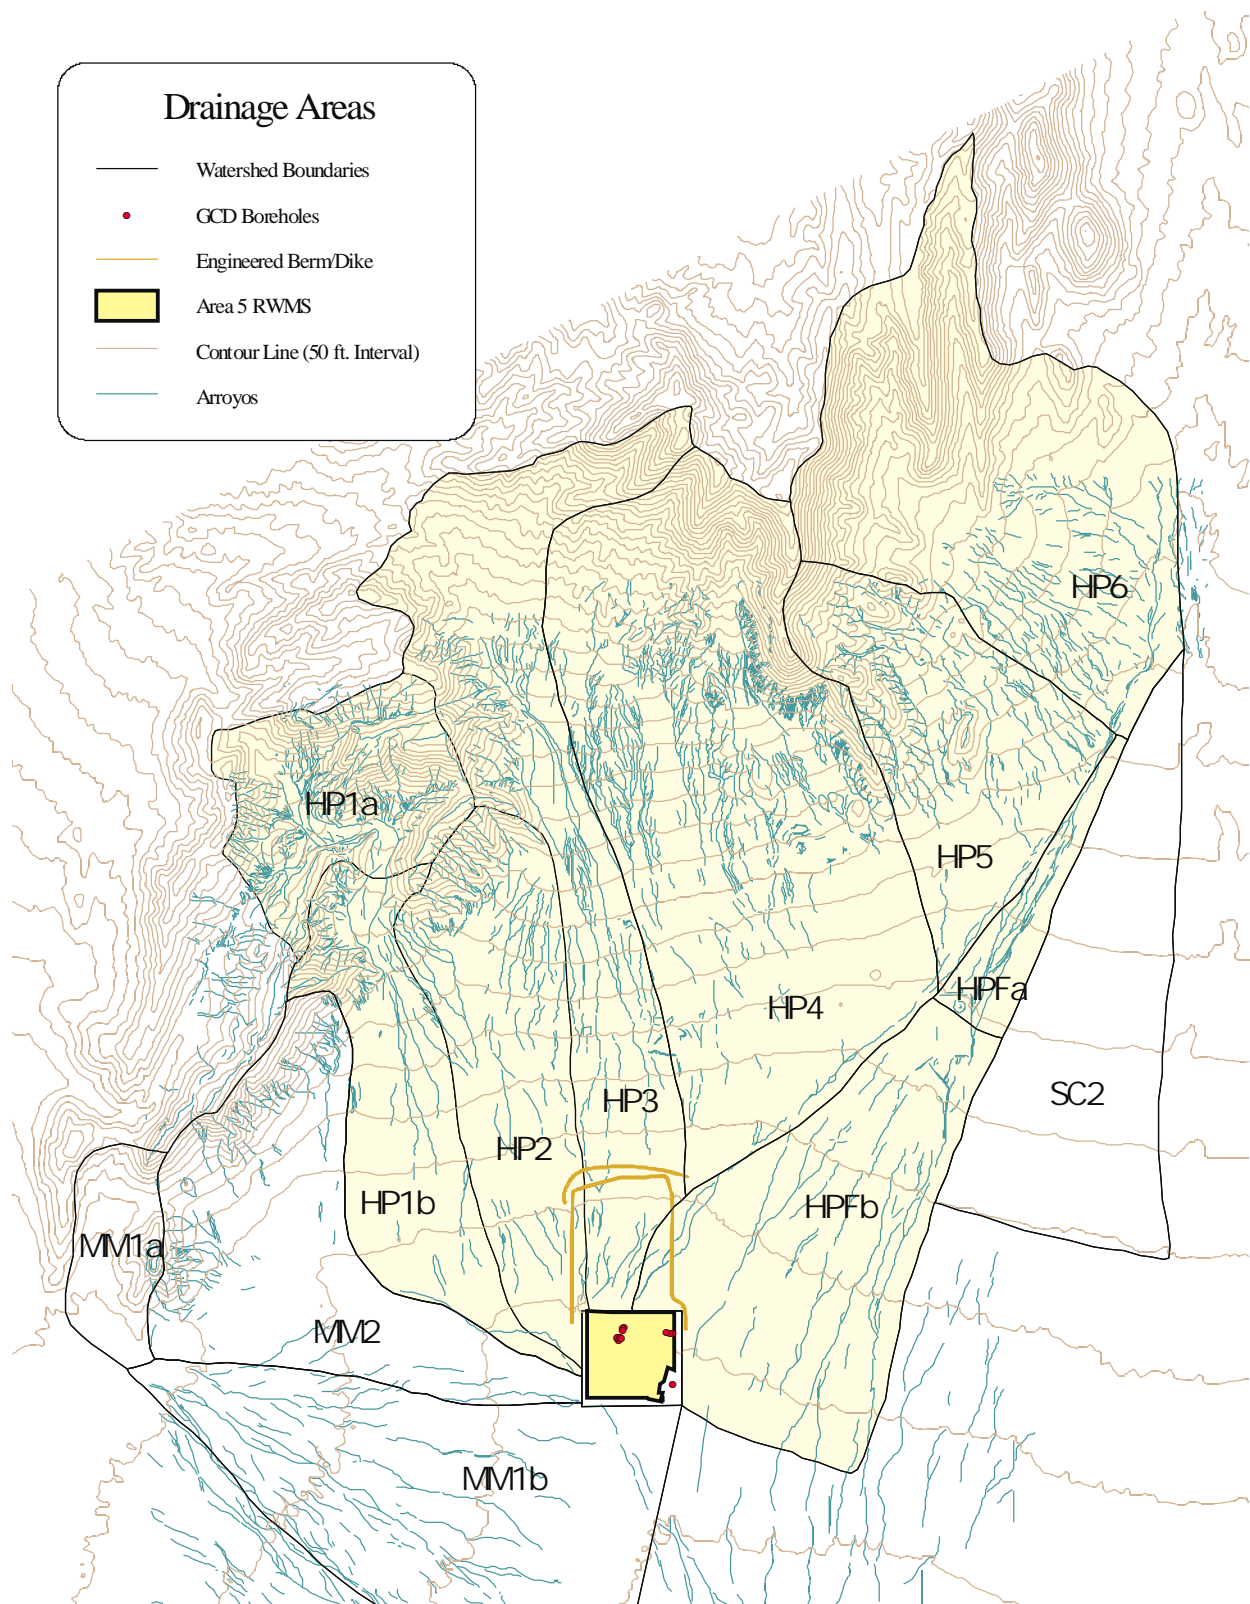 Drainage Areas
Watershed Boundaries
GCD Boreholes
Engineered Berm/Dike
Area 5 RWMS
Contour Line (50 ft. Interval)
Arroyos
HP6
HP1a
HP5
HPFa
HP4
SC2
HP3
HP2
HP1b
HPFb
MM1a
MM2
MM1b